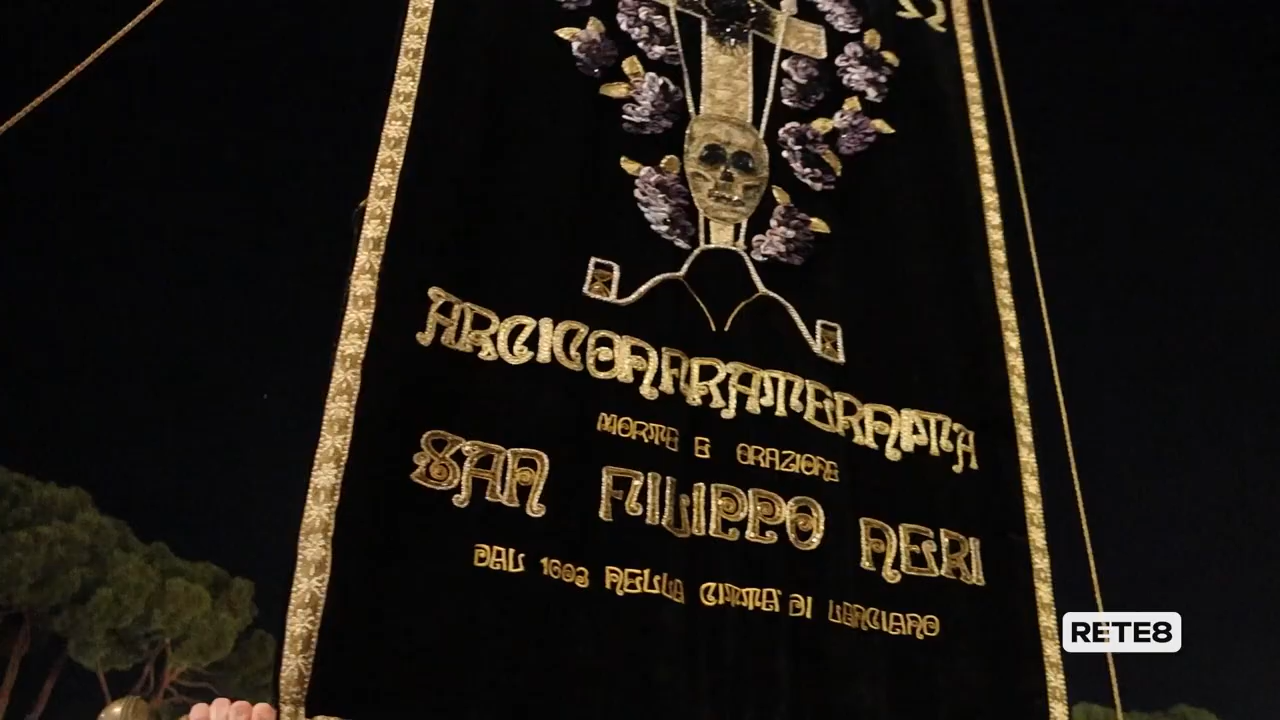 ARCICONFRATERNITA
MORTE E ORAZIONE
SAN FILIPPO NERI
DAL 1603 NELLA CITTA' DI LANCIANO
RETE8